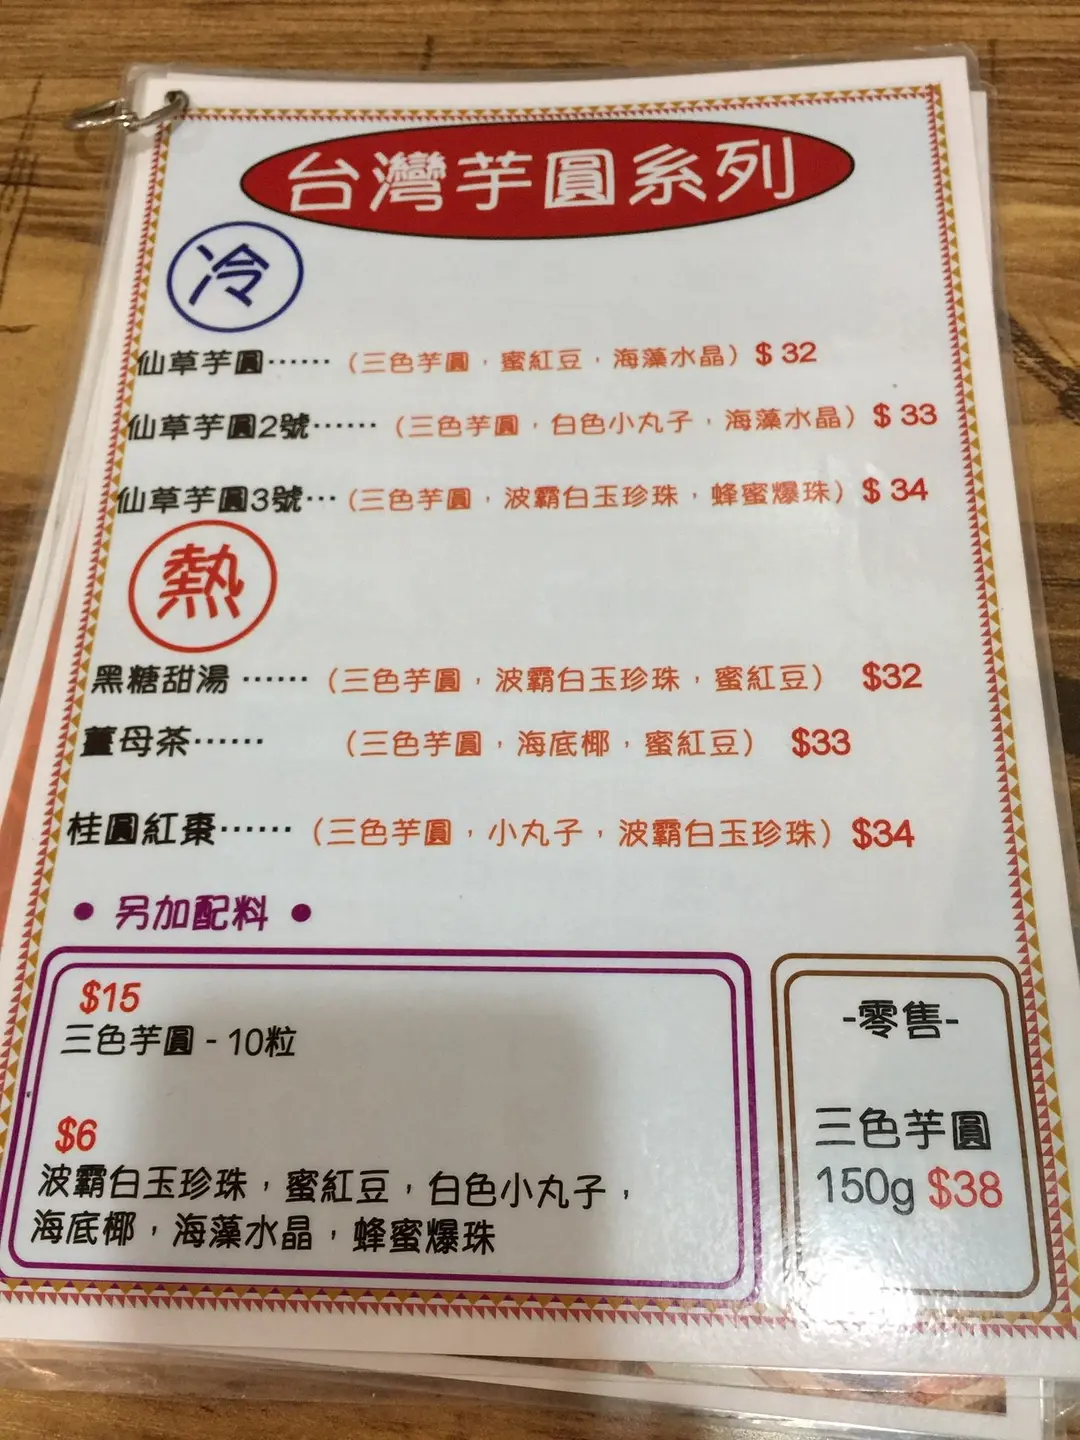 台灣芋圓系列
冷
仙草芋圓……（三色芋圓，蜜紅豆，海藻水晶）$ 32
仙草芋圓2號……（三色芋圓，白色小丸子，海藻水晶）$ 33
仙草芋圓3號…（三色芋圓，波霸白玉珍珠，蜂蜜爆珠）$ 34
熱
黑糖甜湯……（三色芋圓，波霸白玉珍珠，蜜紅豆） $32
薑母茶…… （三色芋圓，海底椰，蜜紅豆） $33
桂圓紅棗……（三色芋圓，小丸子，波霸白玉珍珠）$34
• 另加配料 •
$15
三色芋圓 - 10粒
$6
波霸白玉珍珠，蜜紅豆，白色小丸子，
海底椰，海藻水晶，蜂蜜爆珠
-零售-
三色芋圓
150g $38